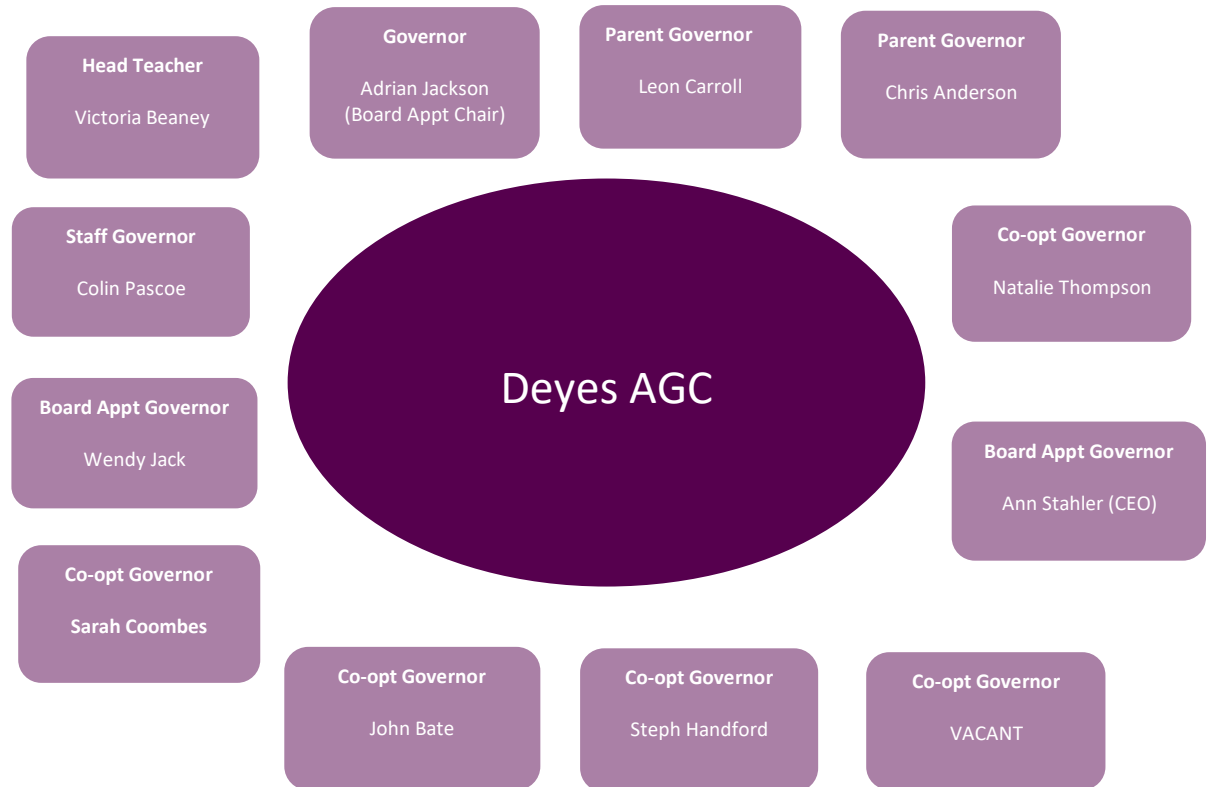 Head Teacher
Victoria Beaney
Governor
Adrian Jackson
(Board Appt Chair)
Parent Governor
Leon Carroll
Parent Governor
Chris Anderson
Staff Governor
Colin Pascoe
Co-opt Governor
Natalie Thompson
Deyes AGC
Board Appt Governor
Wendy Jack
Board Appt Governor
Ann Stahler (CEO)
Co-opt Governor
Sarah Coombes
Co-opt Governor
John Bate
Co-opt Governor
Steph Handford
Co-opt Governor
VACANT